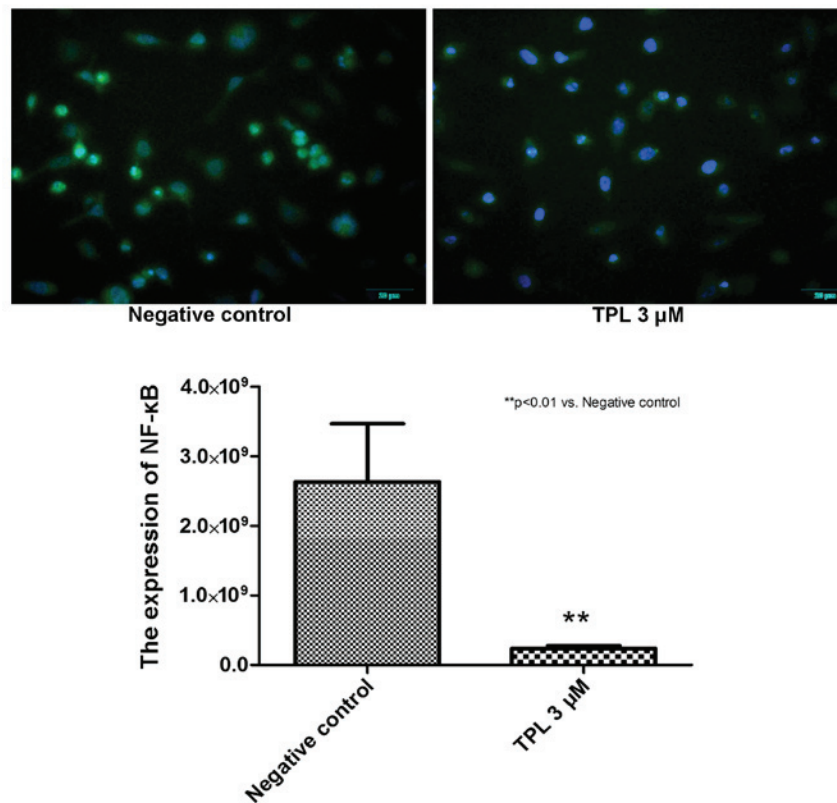 Negative control
TPL 3 µM
4.0×10⁹
**p<0.01 vs. Negative control
3.0×10⁹
2.0×10⁹
1.0×10⁹
0.0
The expression of NF-κB
**
Negative control
TPL 3 µM